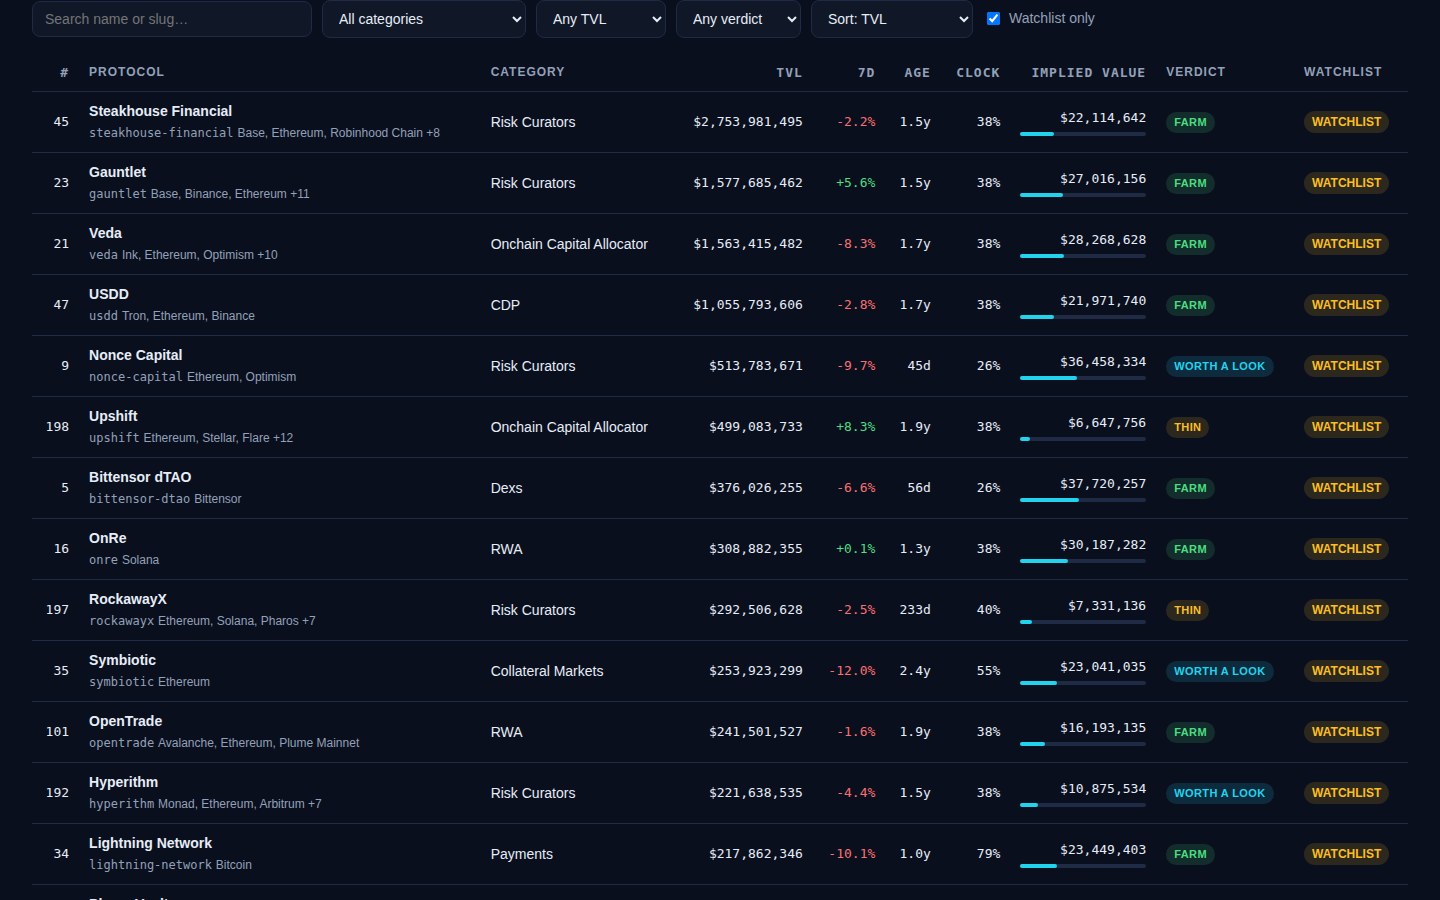 Search name or slug…
All categories
Any TVL
Any verdict
Sort: TVL
Watchlist only
# PROTOCOL CATEGORY TVL 7D AGE CLOCK IMPLIED VALUE VERDICT WATCHLIST
45 Steakhouse Financial Risk Curators $2,753,981,495 -2.2% 1.5y 38% $22,114,642 FARM WATCHLIST
steakhouse-financial Base, Ethereum, Robinhood Chain +8
23 Gauntlet Risk Curators $1,577,685,462 +5.6% 1.5y 38% $27,016,156 FARM WATCHLIST
gauntlet Base, Binance, Ethereum +11
21 Veda Onchain Capital Allocator $1,563,415,482 -8.3% 1.7y 38% $28,268,628 FARM WATCHLIST
veda Ink, Ethereum, Optimism +10
47 USDD CDP $1,055,793,606 -2.8% 1.7y 38% $21,971,740 FARM WATCHLIST
usdd Tron, Ethereum, Binance
9 Nonce Capital Risk Curators $513,783,671 -9.7% 45d 26% $36,458,334 WORTH A LOOK WATCHLIST
nonce-capital Ethereum, Optimism
198 Upshift Onchain Capital Allocator $499,083,733 +8.3% 1.9y 38% $6,647,756 THIN WATCHLIST
upshift Ethereum, Stellar, Flare +12
5 Bittensor dTAO Dexs $376,026,255 -6.6% 56d 26% $37,720,257 FARM WATCHLIST
bittensor-dtao Bittensor
16 OnRe RWA $308,882,355 +0.1% 1.3y 38% $30,187,282 FARM WATCHLIST
onre Solana
197 RockawayX Risk Curators $292,506,628 -2.5% 233d 40% $7,331,136 THIN WATCHLIST
rockawayx Ethereum, Solana, Pharos +7
35 Symbiotic Collateral Markets $253,923,299 -12.0% 2.4y 55% $23,041,035 WORTH A LOOK WATCHLIST
symbiotic Ethereum
101 OpenTrade RWA $241,501,527 -1.6% 1.9y 38% $16,193,135 FARM WATCHLIST
opentrade Avalanche, Ethereum, Plume Mainnet
192 Hyperithm Risk Curators $221,638,535 -4.4% 1.5y 38% $10,875,534 WORTH A LOOK WATCHLIST
hyperithm Monad, Ethereum, Arbitrum +7
34 Lightning Network Payments $217,862,346 -10.1% 1.0y 79% $23,449,403 FARM WATCHLIST
lightning-network Bitcoin